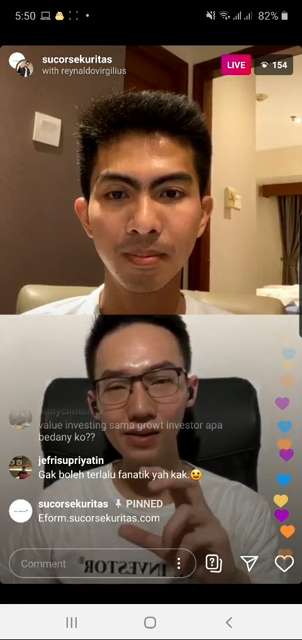 5:50
82%
sucorsekuritas
with reynaldovirgilius
LIVE
154
value investing sama growt investor apa
bedany ko??
jefrisupriyatin
Gak boleh terlalu fanatik yah kak😉
sucorsekuritas PINNED
Eform.sucorsekuritas.com
INVESTOR
Comment